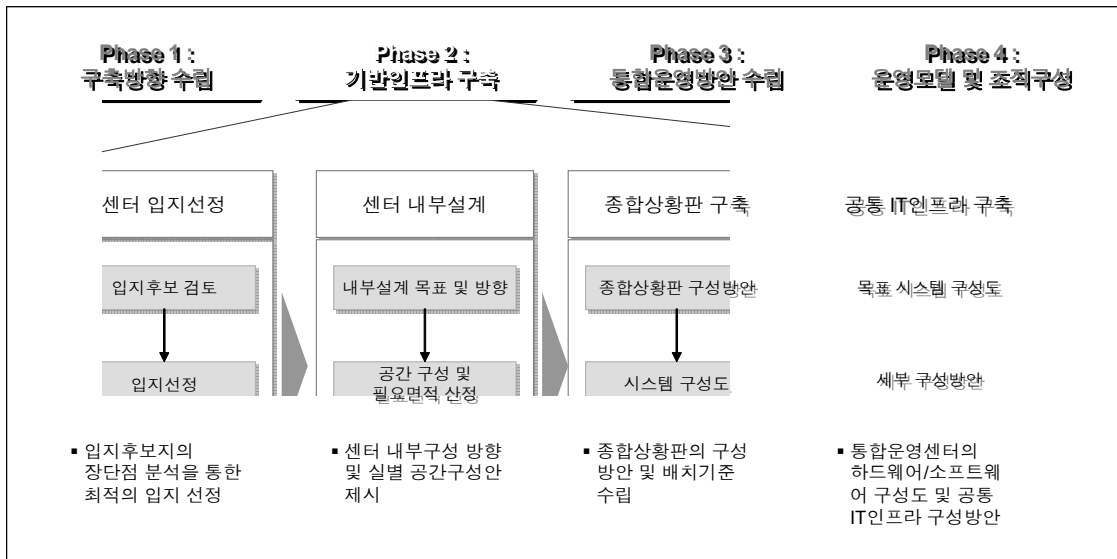 Phase 1 :
구축방향 수립
Phase 2 :
기반인프라 구축
Phase 3 :
통합운영방안 수립
Phase 4 :
운영모델 및 조직구성
센터 입지선정
센터 내부설계
종합상황판 구축
공통 IT인프라 구축
입지후보 검토
내부설계 목표 및 방향
종합상황판 구성방안
목표 시스템 구성도
입지선정
공간 구성 및
필요면적 산정
시스템 구성도
세부 구성방안
▪ 입지후보지의
장단점 분석을 통한
최적의 입지 선정
▪ 센터 내부구성 방향
및 실별 공간구성안
제시
▪ 종합상황판의 구성
방안 및 배치기준
수립
▪ 통합운영센터의
하드웨어/소프트웨
어 구성도 및 공통
IT인프라 구성방안